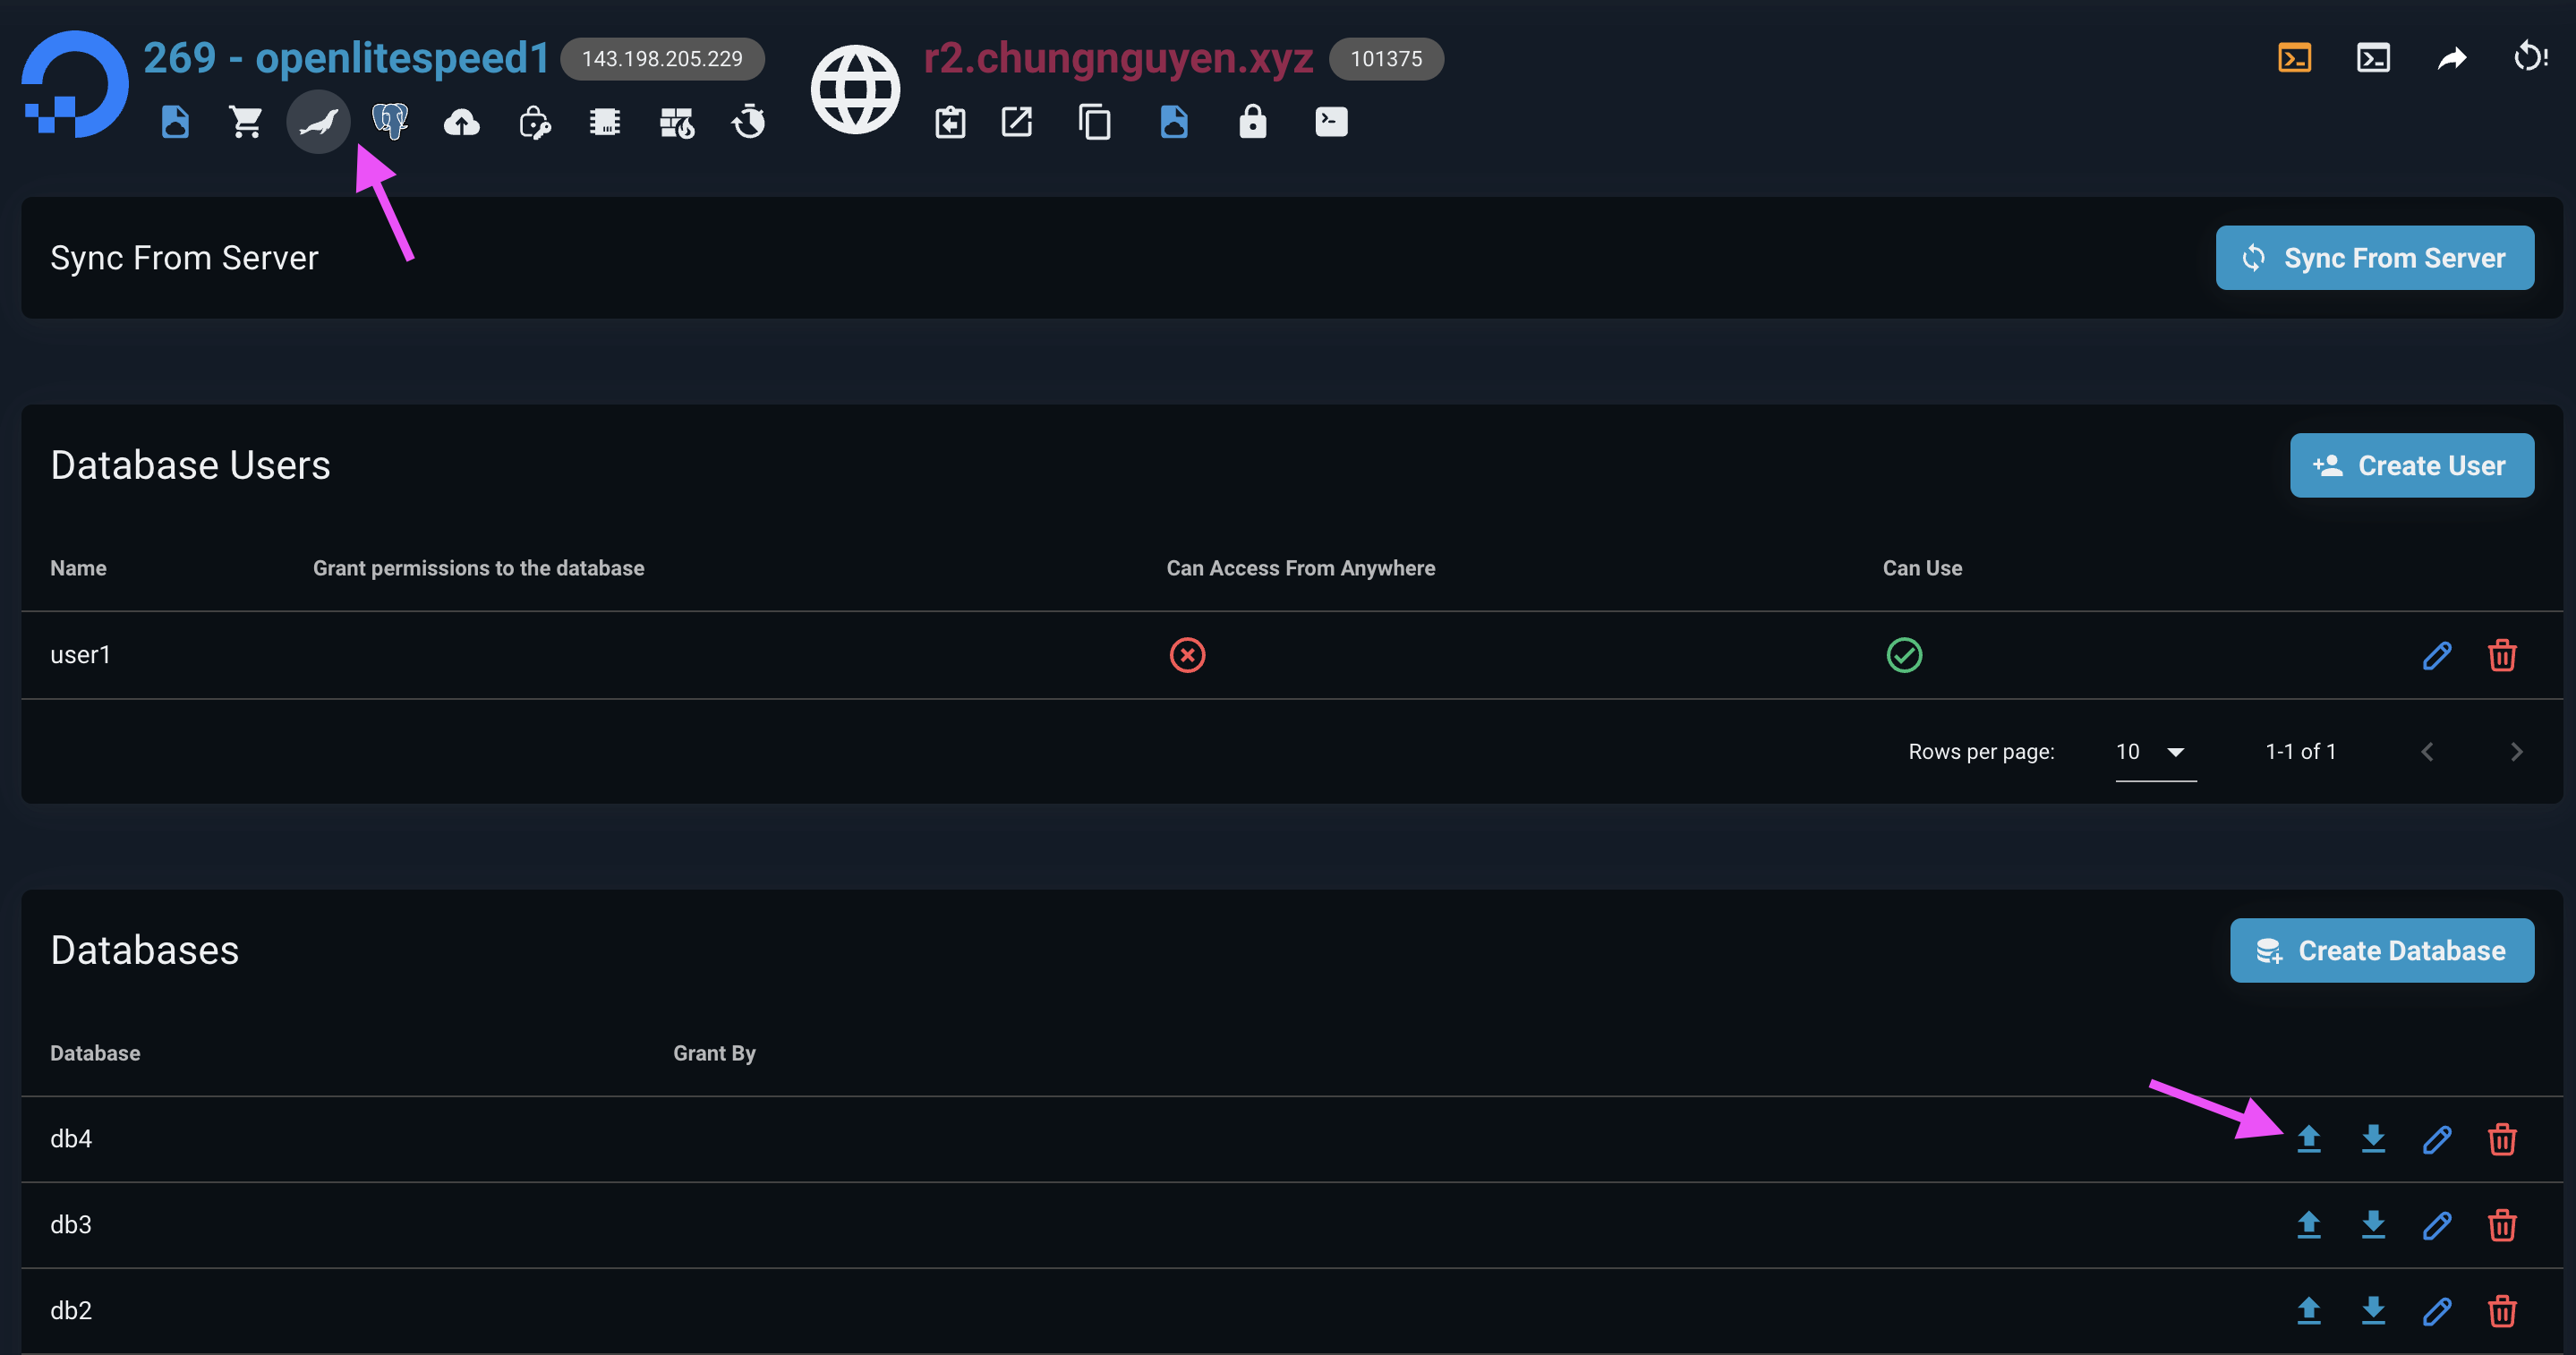 269 - openlitespeed1 143.198.205.229 r2.chungnguyen.xyz 101375
Sync From Server Sync From Server
Database Users Create User
Name Grant permissions to the database Can Access From Anywhere Can Use
user1
Rows per page: 10 1-1 of 1
Databases Create Database
Database Grant By
db4
db3
db2